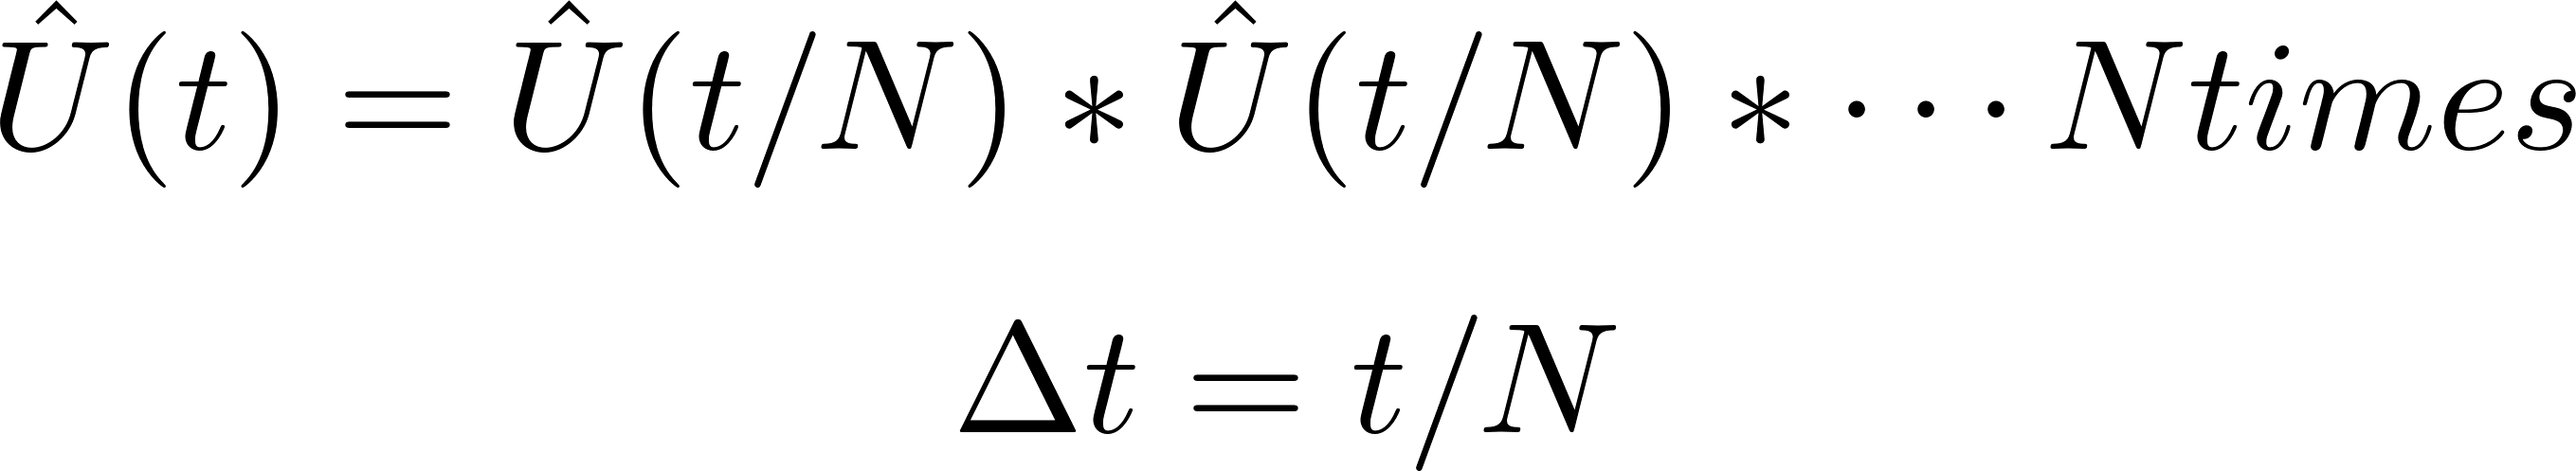 Û(t) = Û(t/N) * Û(t/N) * ··· Ntimes
Δt = t/N